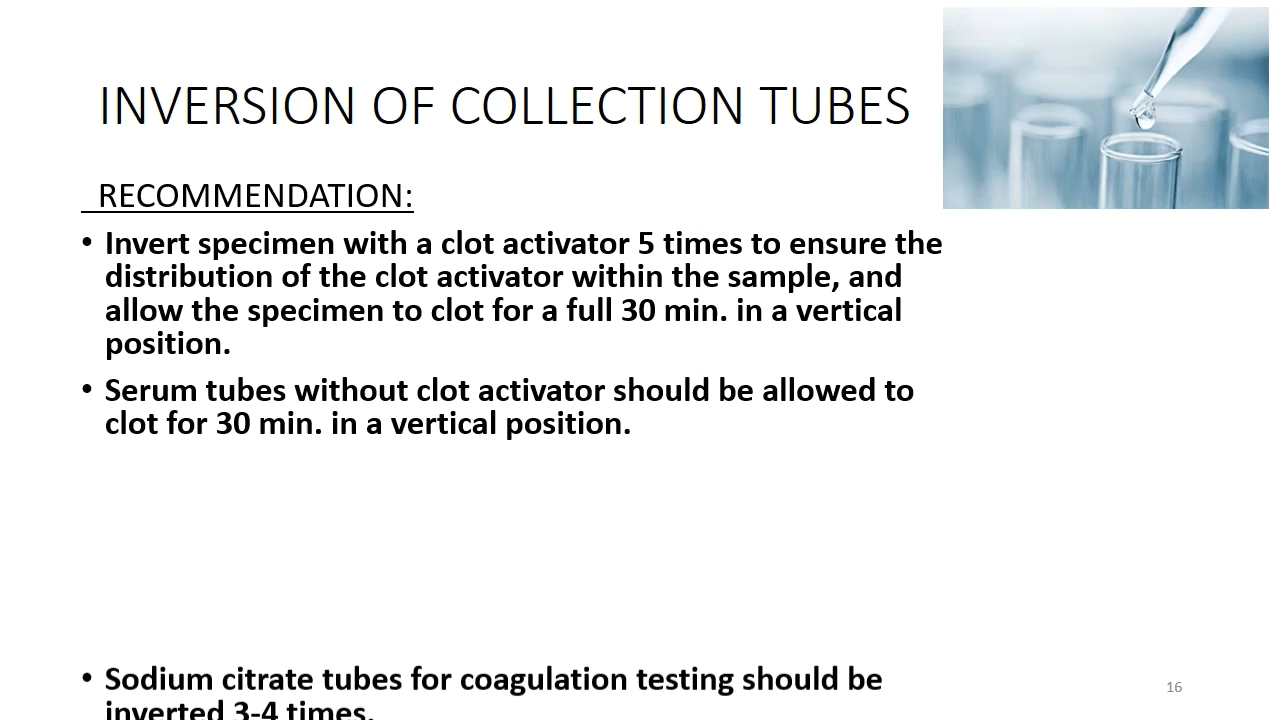 INVERSION OF COLLECTION TUBES
RECOMMENDATION:
• Invert specimen with a clot activator 5 times to ensure the
distribution of the clot activator within the sample, and
allow the specimen to clot for a full 30 min. in a vertical
position.
• Serum tubes without clot activator should be allowed to
clot for 30 min. in a vertical position.
• Sodium citrate tubes for coagulation testing should be
inverted 3-4 times.
16